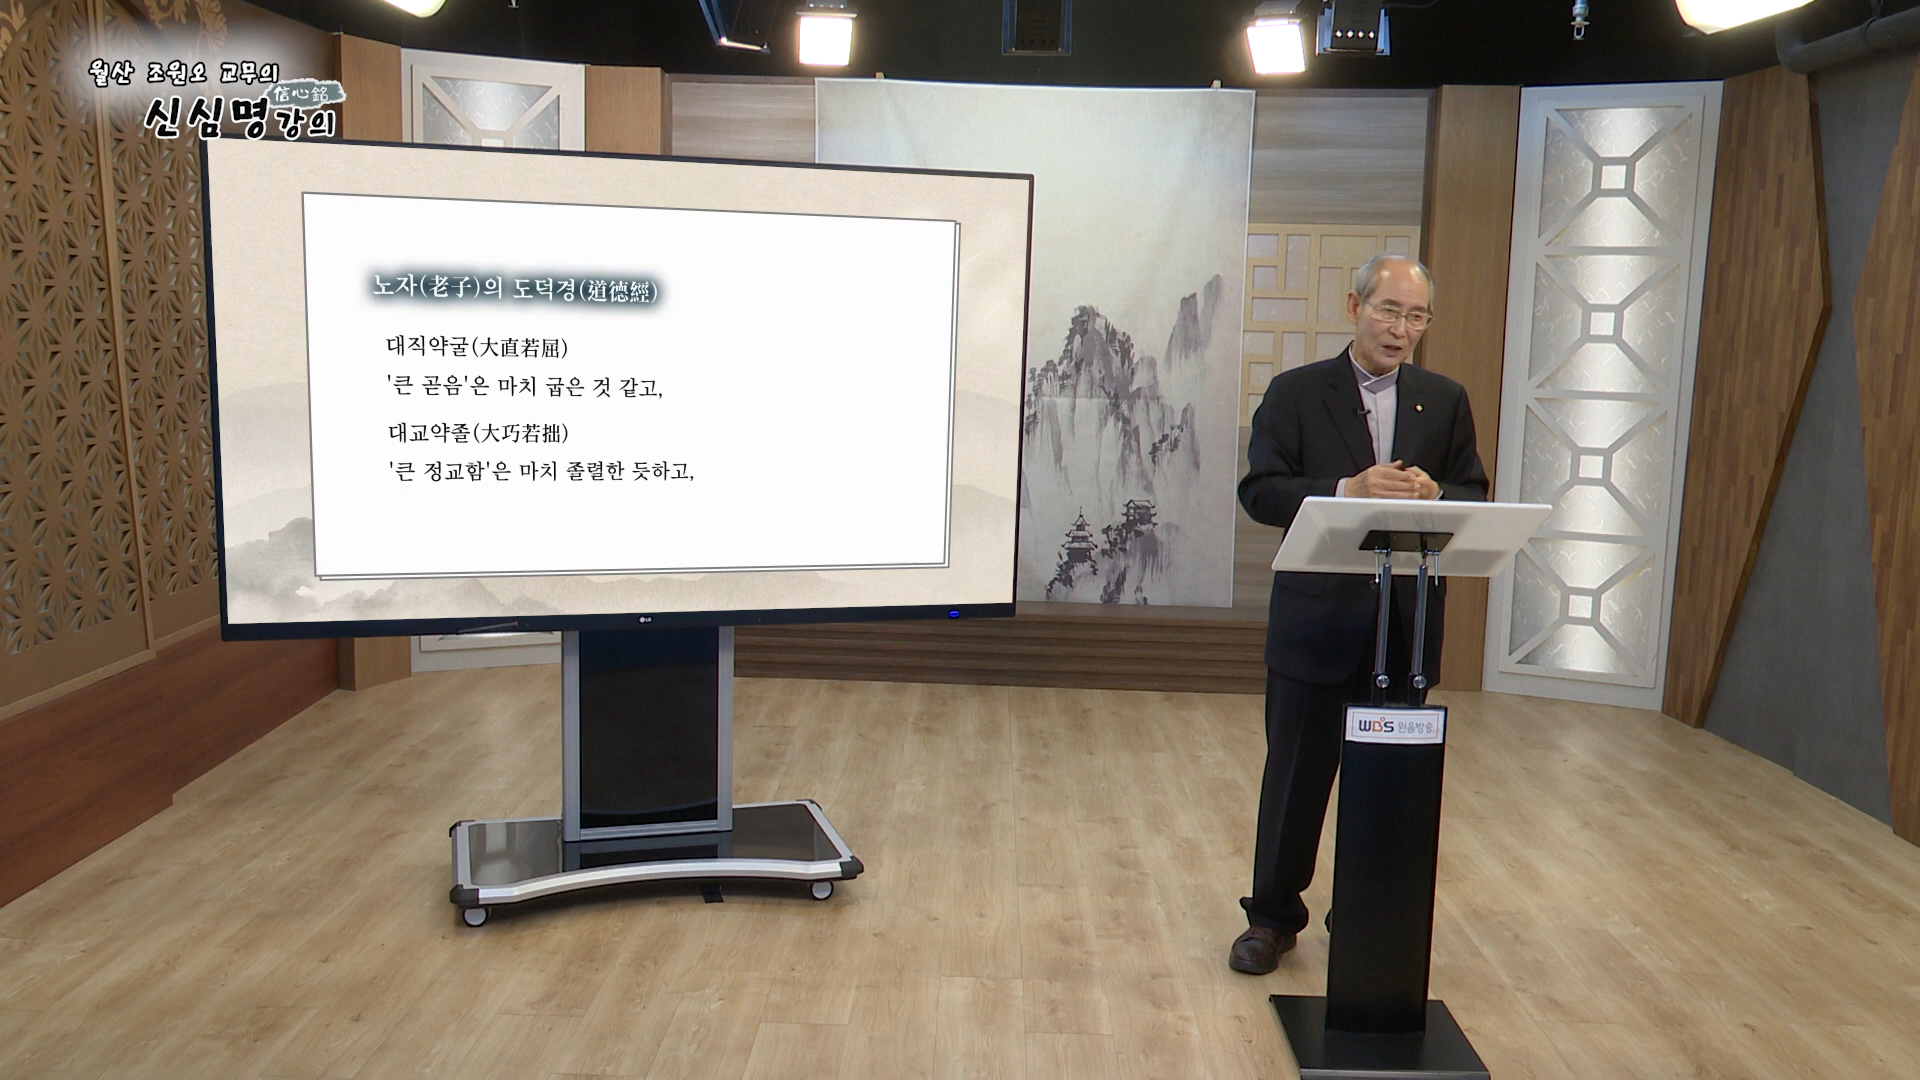 월산 조원오 교무의
신심명 信心銘 강의
노자(老子)의 도덕경(道德經)
대직약굴(大直若屈)
'큰 곧음'은 마치 굽은 것 같고,
대교약졸(大巧若拙)
'큰 정교함'은 마치 졸렬한 듯하고,
LG
WBS 원음방송